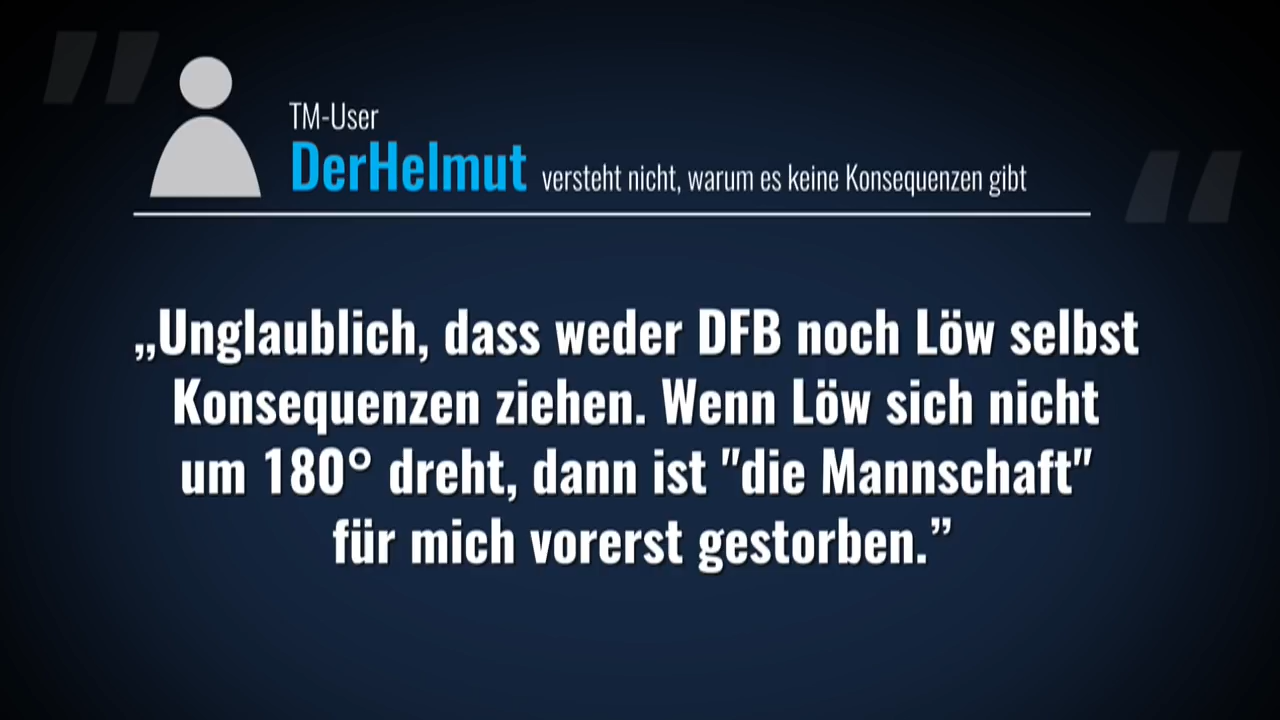 TM-User
DerHelmut versteht nicht, warum es keine Konsequenzen gibt
„Unglaublich, dass weder DFB noch Löw selbst
Konsequenzen ziehen. Wenn Löw sich nicht
um 180° dreht, dann ist "die Mannschaft"
für mich vorerst gestorben.”